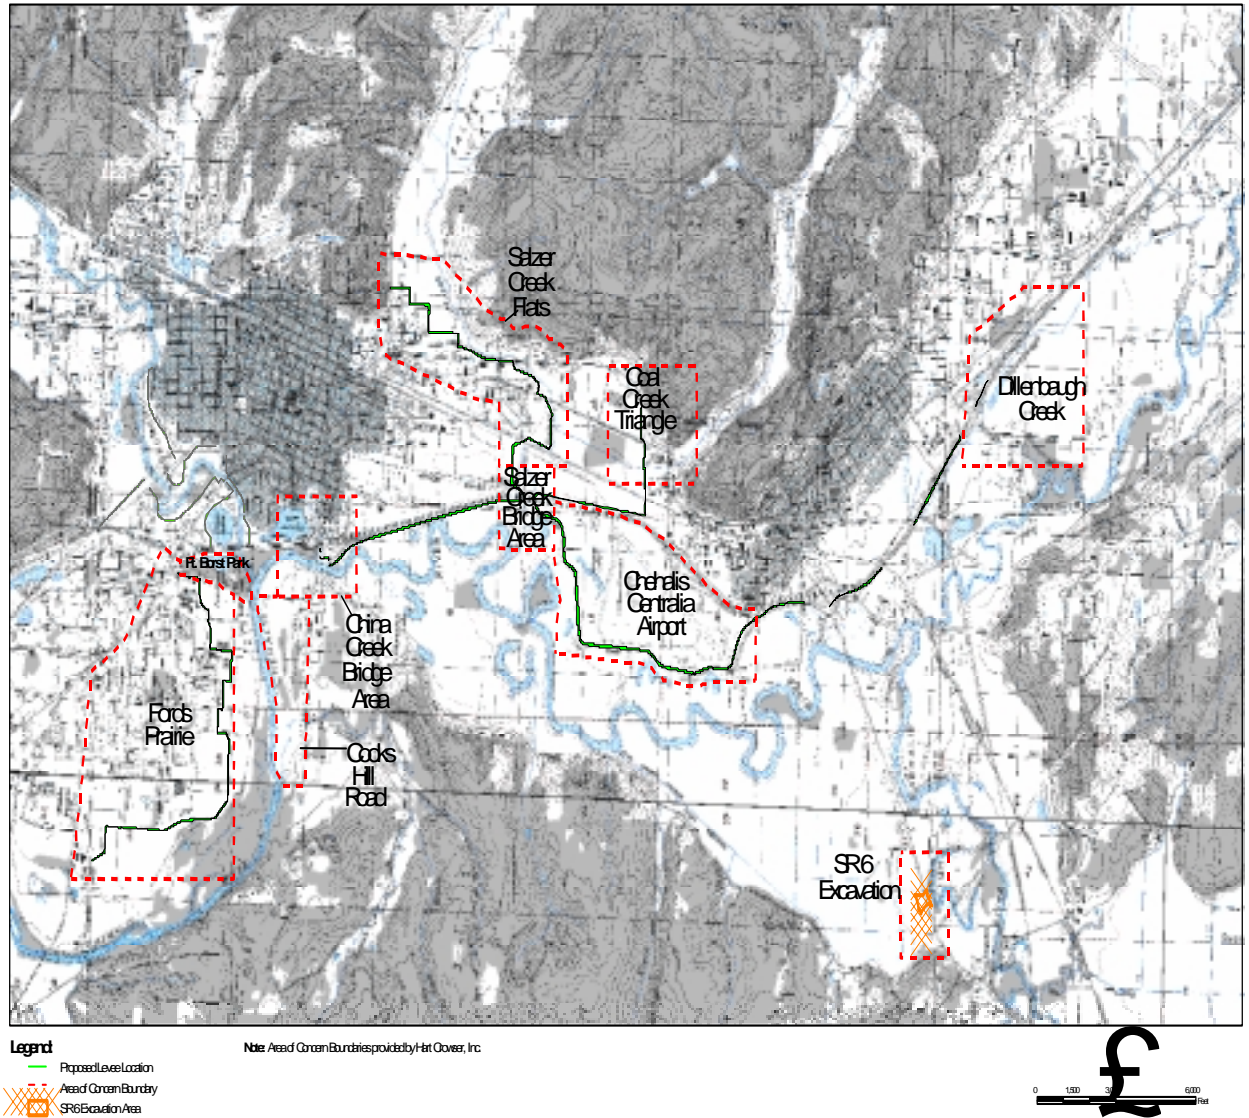 Salzer
Creek
Flats
Coal
Creek
Triangle
Dillenbaugh
Creek
Salzer
Creek
Bridge
Area
Ft. Borst Park
Chehalis
Centralia
Airport
China
Creek
Bridge
Area
Fords
Prairie
Cooks
Hill
Road
SR6
Excavation
Legend
Proposed Levee Location
Area of Concern Boundary
SR6 Excavation Area
Note: Area of Concern Boundaries provided by Hart Crowser, Inc.
£
0 1,500 6,000
Feet